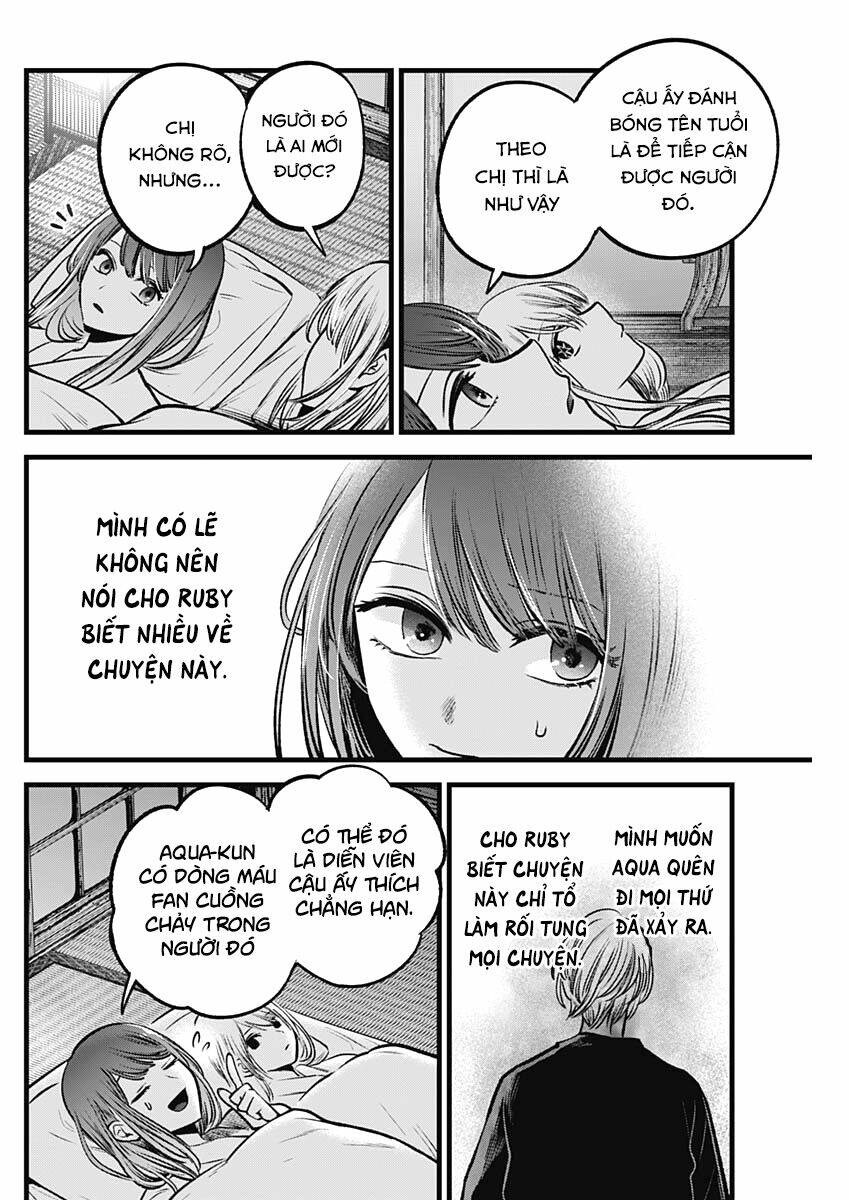 CẬU ẤY ĐÁNH
BÓNG TÊN TUỔI
LÀ ĐỂ TIẾP CẬN
ĐƯỢC NGƯỜI
ĐÓ.
THEO
CHỊ THÌ LÀ
NHƯ VẬY
NGƯỜI ĐÓ
LÀ AI MỚI
ĐƯỢC?
CHỊ
KHÔNG RÕ,
NHƯNG...
MÌNH CÓ LẼ
KHÔNG NÊN
NÓI CHO RUBY
BIẾT NHIỀU VỀ
CHUYỆN NÀY.
MÌNH MUỐN
AQUA QUÊN
ĐI MỌI THỨ
ĐÃ XẢY RA.
CHO RUBY
BIẾT CHUYỆN
NÀY CHỈ TỔ
LÀM RỐI TUNG
MỌI CHUYỆN.
CÓ THỂ ĐÓ
LÀ DIỄN VIÊN
CẬU ẤY THÍCH
CHẲNG HẠN.
AQUA-KUN
CÓ DÒNG MÁU
FAN CUỒNG
CHẢY TRONG
NGƯỜI ĐÓ